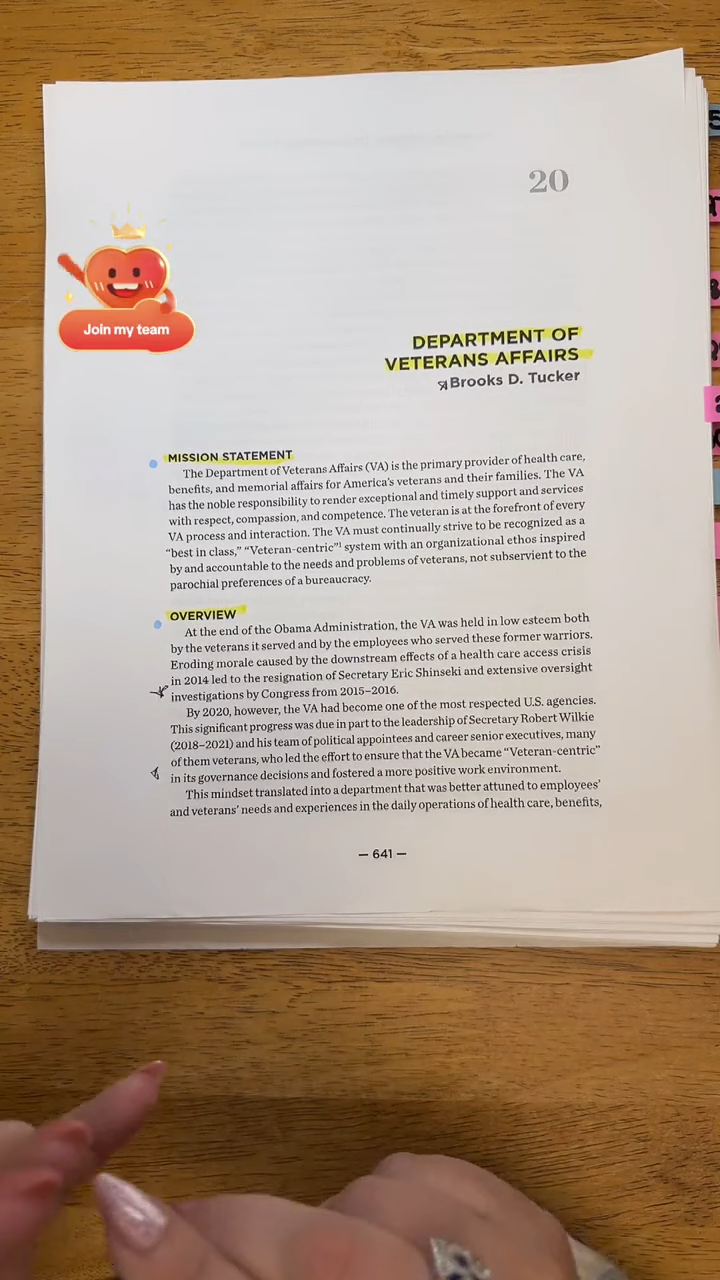 20
Join my team
DEPARTMENT OF
VETERANS AFFAIRS
Brooks D. Tucker
MISSION STATEMENT
The Department of Veterans Affairs (VA) is the primary provider of health care,
benefits, and memorial affairs for America's veterans and their families. The VA
has the noble responsibility to render exceptional and timely support and services
with respect, compassion, and competence. The veteran is at the forefront of every
VA process and interaction. The VA must continually strive to be recognized as a
“best in class,” “Veteran-centric”¹ system with an organizational ethos inspired
by and accountable to the needs and problems of veterans, not subservient to the
parochial preferences of a bureaucracy.
OVERVIEW
At the end of the Obama Administration, the VA was held in low esteem both
by the veterans it served and by the employees who served these former warriors.
Eroding morale caused by the downstream effects of a health care access crisis
in 2014 led to the resignation of Secretary Eric Shinseki and extensive oversight
investigations by Congress from 2015–2016.
By 2020, however, the VA had become one of the most respected U.S. agencies.
This significant progress was due in part to the leadership of Secretary Robert Wilkie
(2018–2021) and his team of political appointees and career senior executives, many
of them veterans, who led the effort to ensure that the VA became “Veteran-centric”
in its governance decisions and fostered a more positive work environment.
This mindset translated into a department that was better attuned to employees’
and veterans’ needs and experiences in the daily operations of health care, benefits,
— 641 —